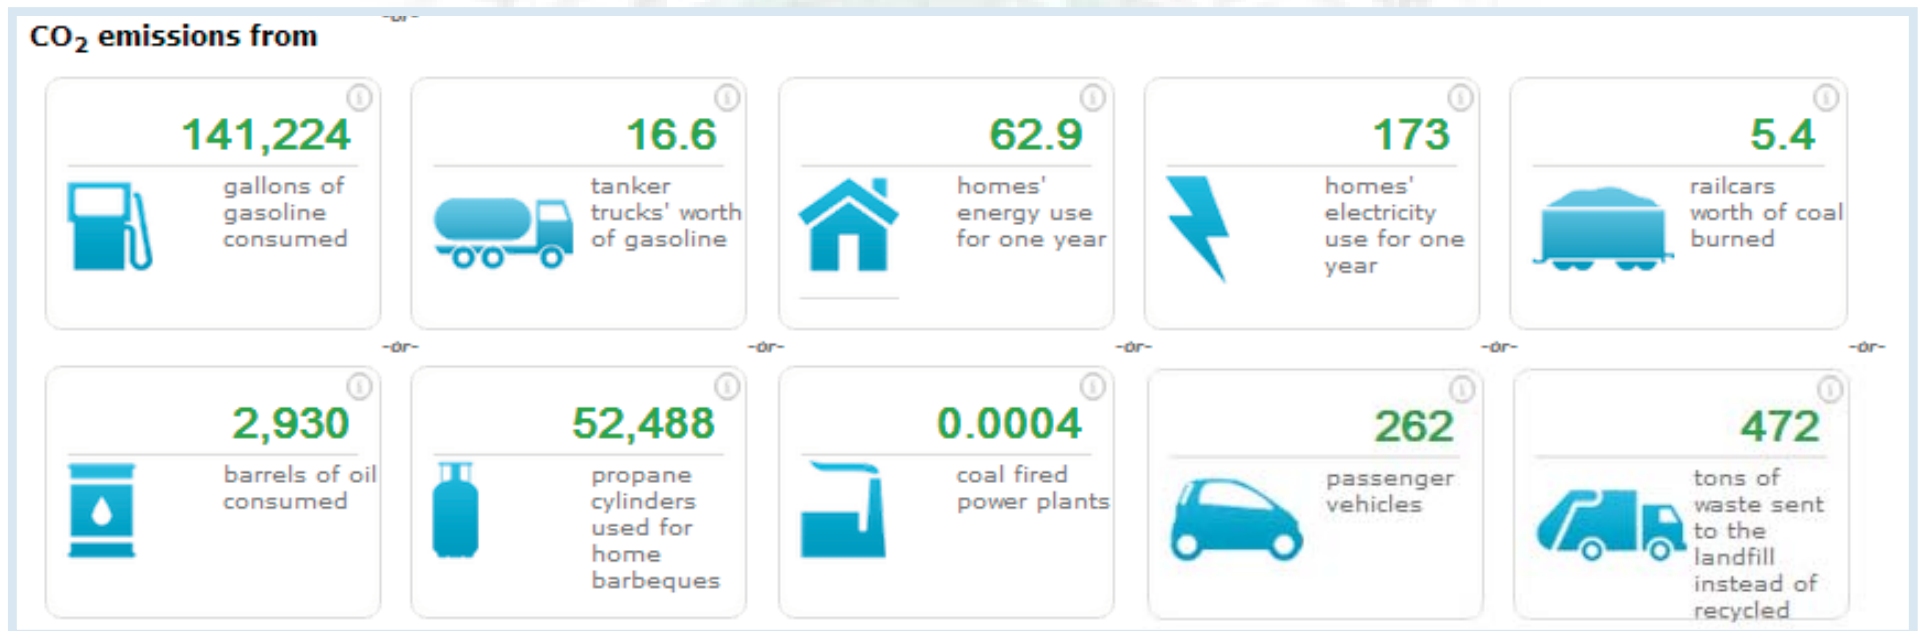 -or-
CO₂ emissions from
141,224
gallons of
gasoline
consumed
16.6
tanker
trucks' worth
of gasoline
62.9
homes'
energy use
for one year
173
homes'
electricity
use for one
year
5.4
railcars
worth of coal
burned
-or-
-or-
-or-
-or-
-or-
2,930
barrels of oil
consumed
52,488
propane
cylinders
used for
home
barbeques
0.0004
coal fired
power plants
262
passenger
vehicles
472
tons of
waste sent
to the
landfill
instead of
recycled